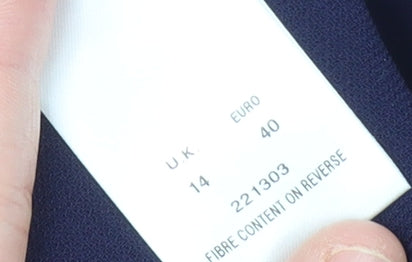 U.K. EURO
14 40
221303
FIBRE CONTENT ON REVERSE